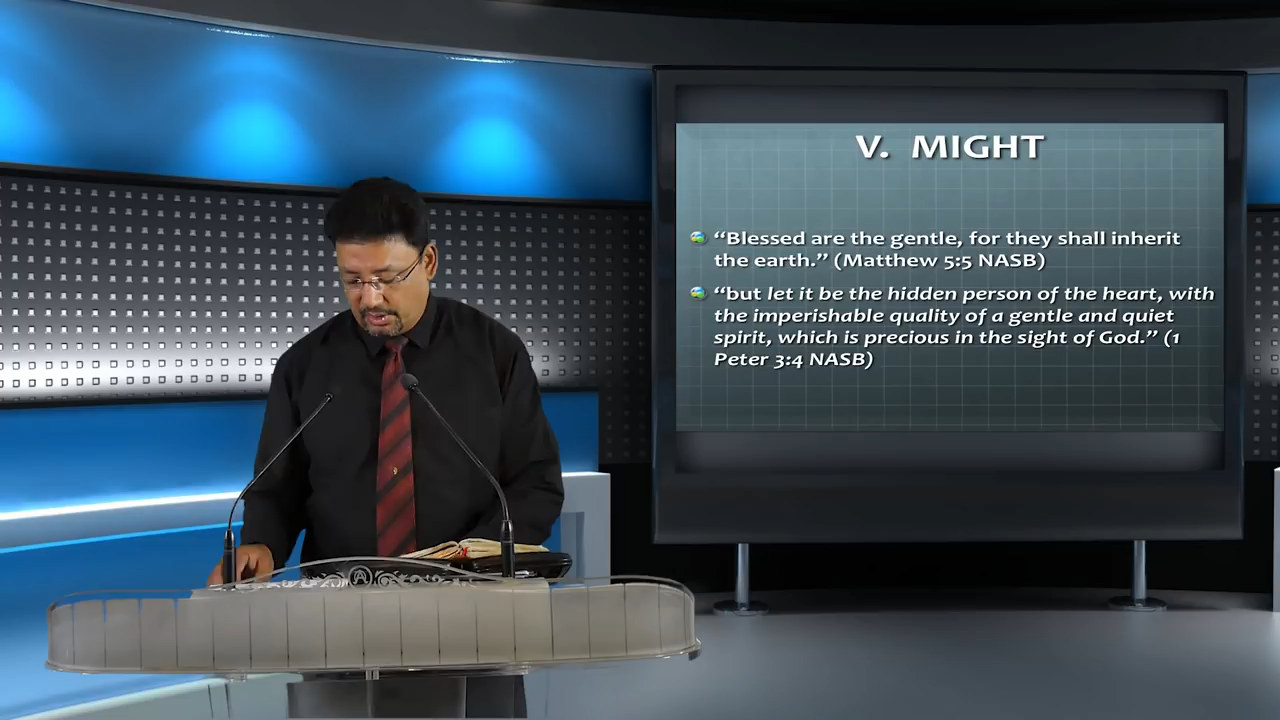 V. MIGHT
“Blessed are the gentle, for they shall inherit
the earth.” (Matthew 5:5 NASB)
“but let it be the hidden person of the heart, with
the imperishable quality of a gentle and quiet
spirit, which is precious in the sight of God.” (1
Peter 3:4 NASB)